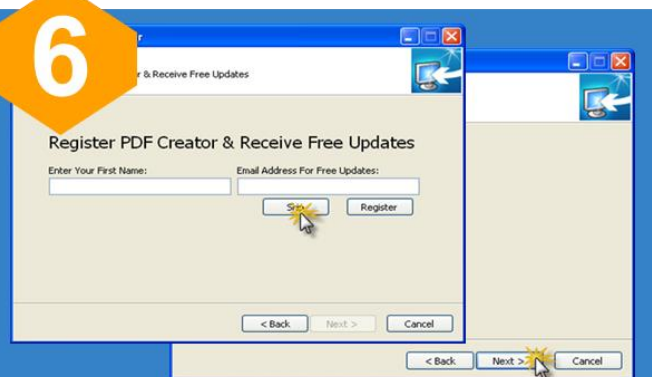 6
r
r & Receive Free Updates
Register PDF Creator & Receive Free Updates
Enter Your First Name: Email Address For Free Updates:
Register
< Back Next > Cancel
< Back Next > Cancel